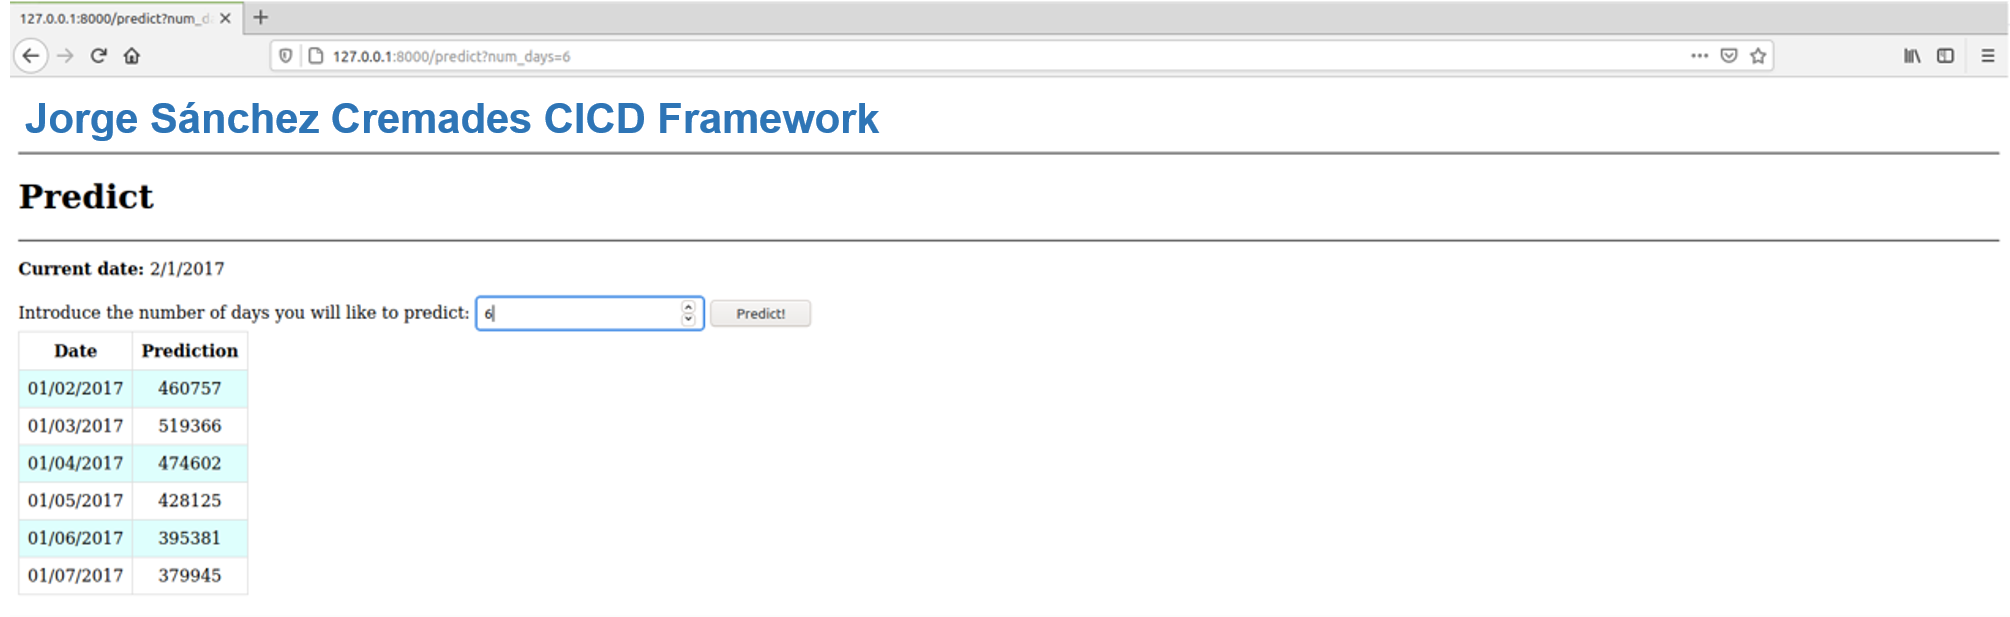 127.0.0.1:8000/predict?num_d
127.0.0.1:8000/predict?num_days=6
Jorge Sánchez Cremades CICD Framework
Predict
Current date: 2/1/2017
Introduce the number of days you will like to predict: 6 Predict!
Date Prediction
01/02/2017 460757
01/03/2017 519366
01/04/2017 474602
01/05/2017 428125
01/06/2017 395381
01/07/2017 379945